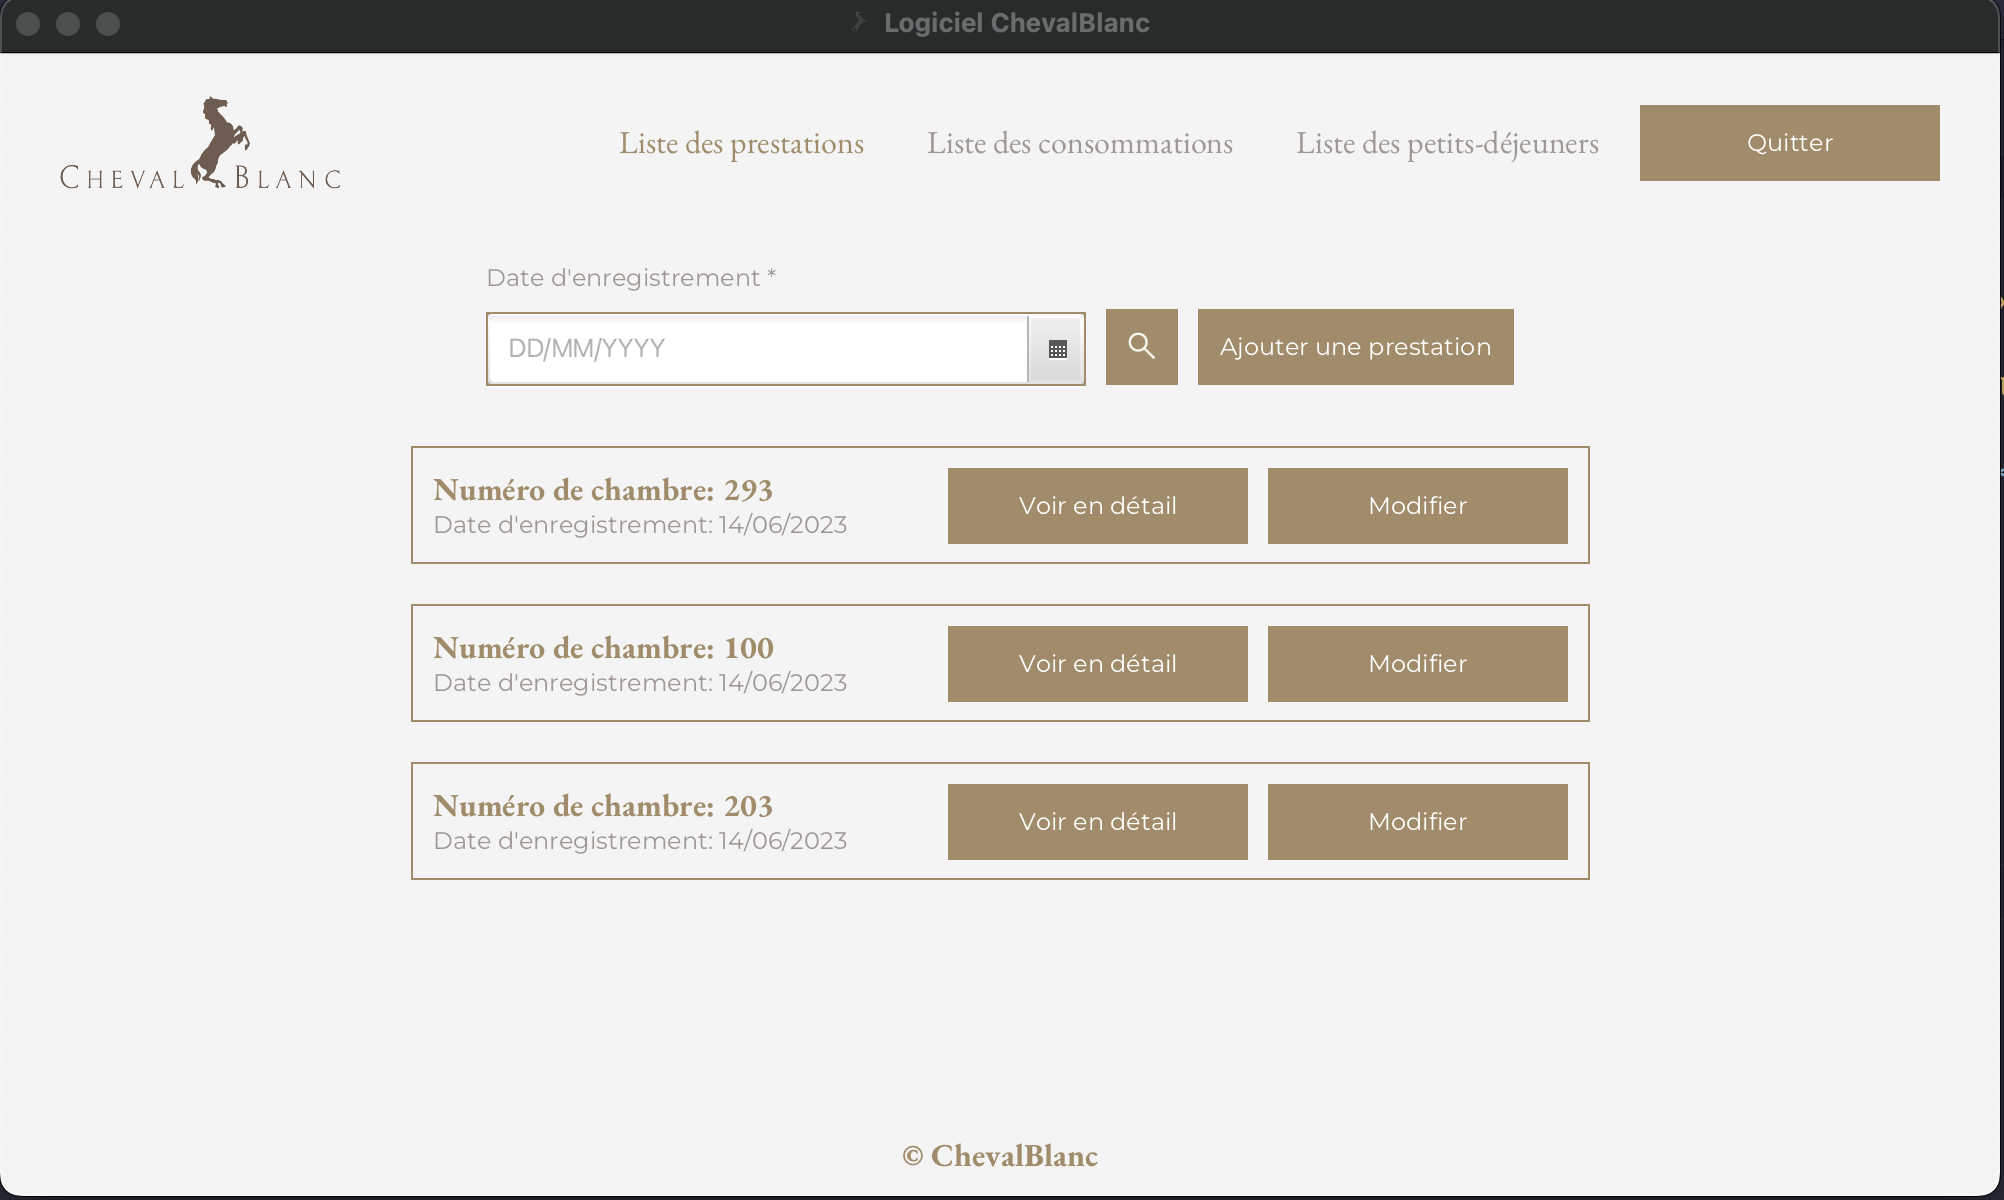 Logiciel ChevalBlanc
CHEVAL BLANC
Liste des prestations
Liste des consommations
Liste des petits-déjeuners
Quitter
Date d'enregistrement *
DD/MM/YYYY
Ajouter une prestation
Numéro de chambre: 293
Date d'enregistrement: 14/06/2023
Voir en détail
Modifier
Numéro de chambre: 100
Date d'enregistrement: 14/06/2023
Voir en détail
Modifier
Numéro de chambre: 203
Date d'enregistrement: 14/06/2023
Voir en détail
Modifier
© ChevalBlanc